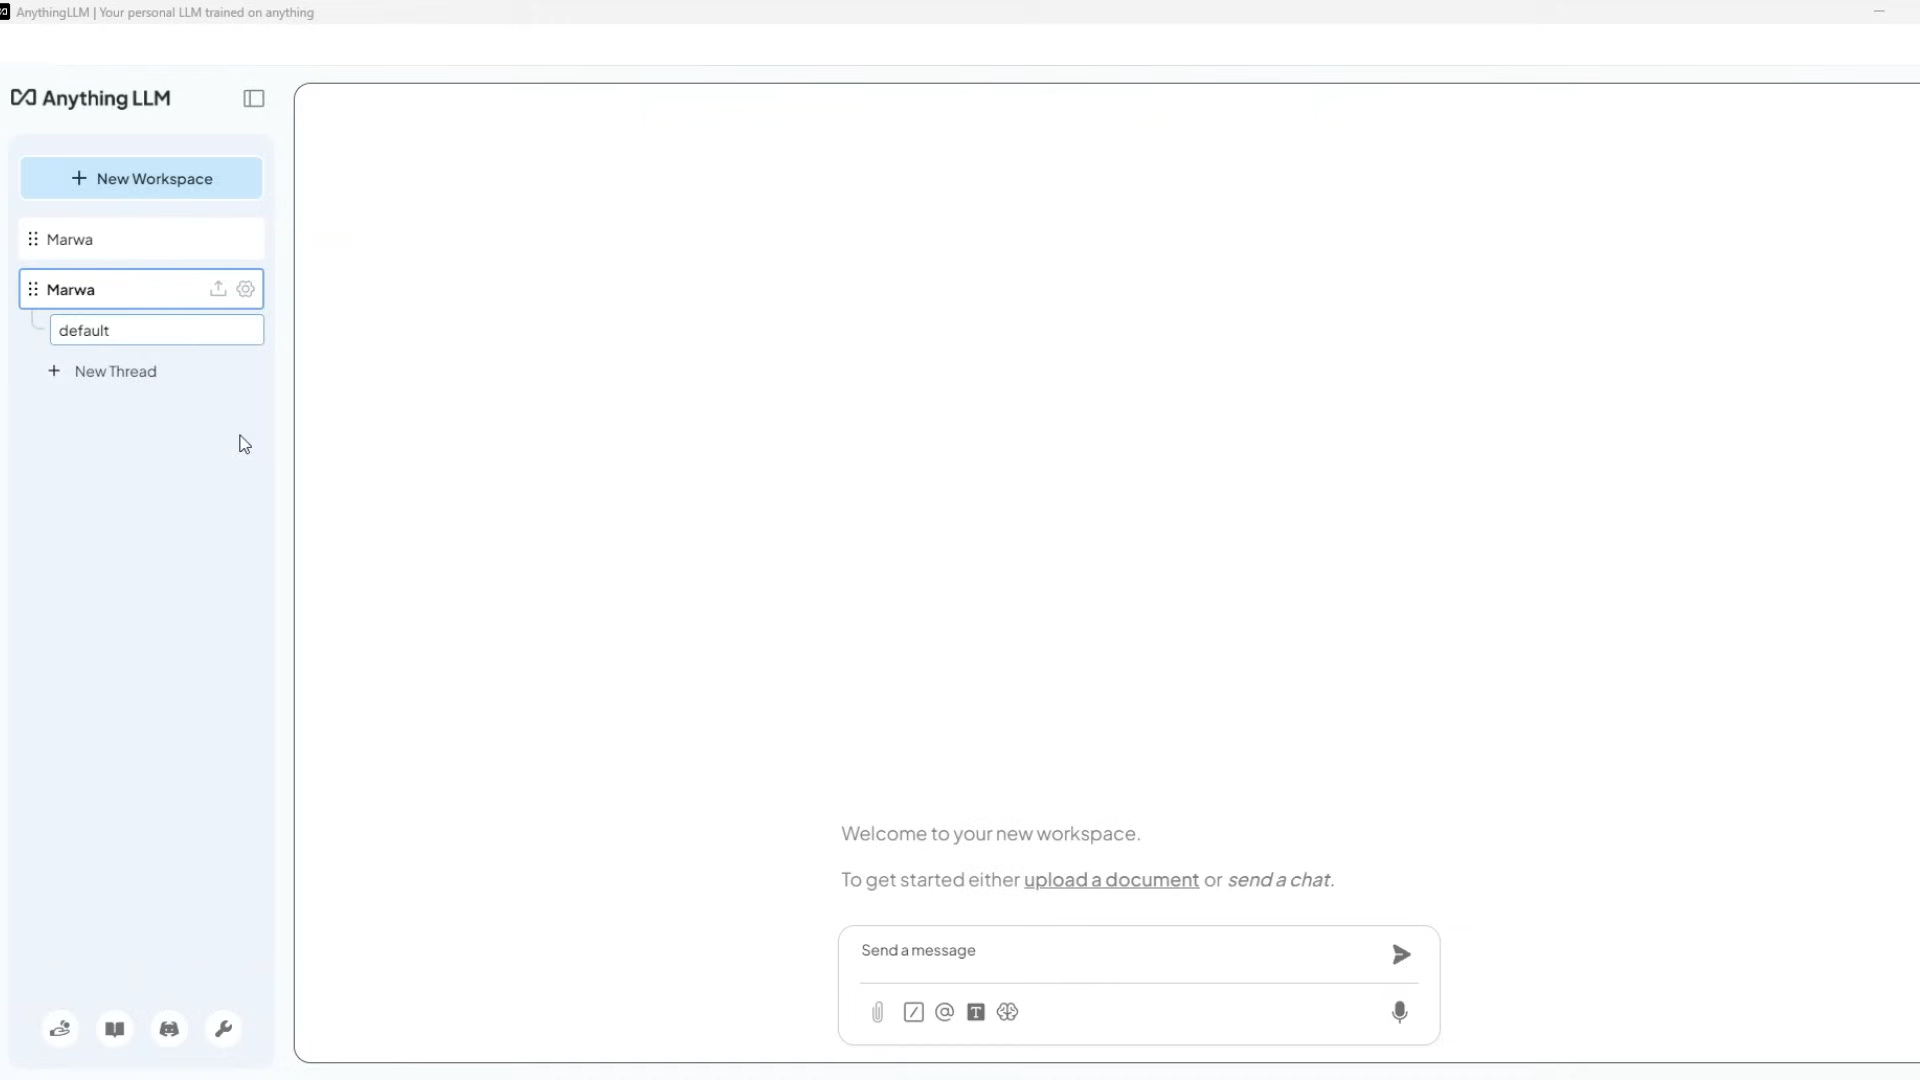 AnythingLLM | Your personal LLM trained on anything
Anything LLM
New Workspace
Marwa
Marwa
default
New Thread
Welcome to your new workspace.
To get started either upload a document or send a chat.
Send a message